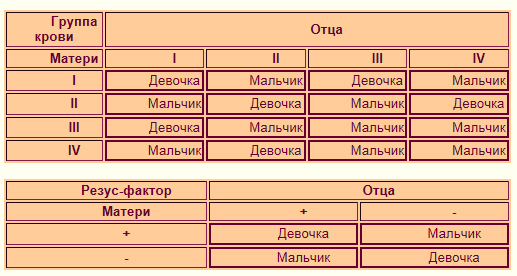 Группа крови Отца
Матери I II III IV
I Девочка Мальчик Девочка Мальчик
II Мальчик Девочка Мальчик Девочка
III Девочка Мальчик Мальчик Мальчик
IV Мальчик Девочка Мальчик Мальчик
Резус-фактор Отца
Матери + -
+ Девочка Мальчик
- Мальчик Девочка